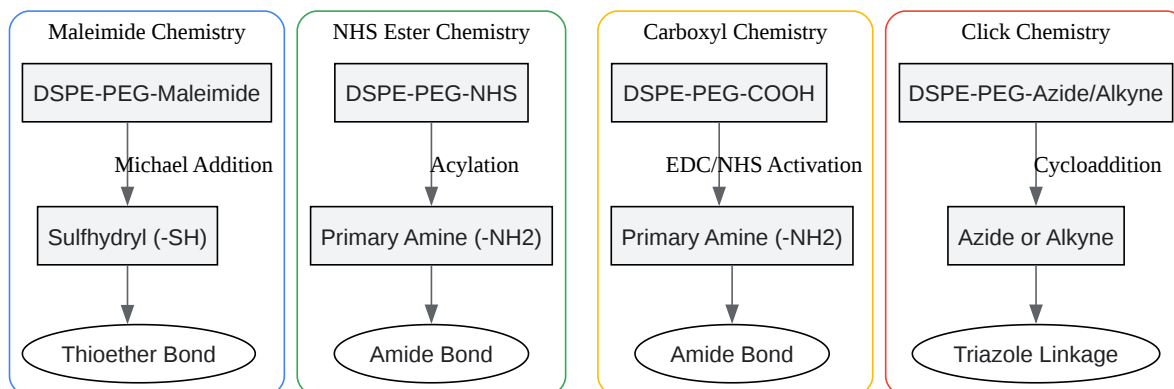 Maleimide Chemistry
DSPE-PEG-Maleimide
Michael Addition
Sulfhydryl (-SH)
Thioether Bond
NHS Ester Chemistry
DSPE-PEG-NHS
Acylation
Primary Amine (-NH2)
Amide Bond
Carboxyl Chemistry
DSPE-PEG-COOH
EDC/NHS Activation
Primary Amine (-NH2)
Amide Bond
Click Chemistry
DSPE-PEG-Azide/Alkyne
Cycloaddition
Azide or Alkyne
Triazole Linkage